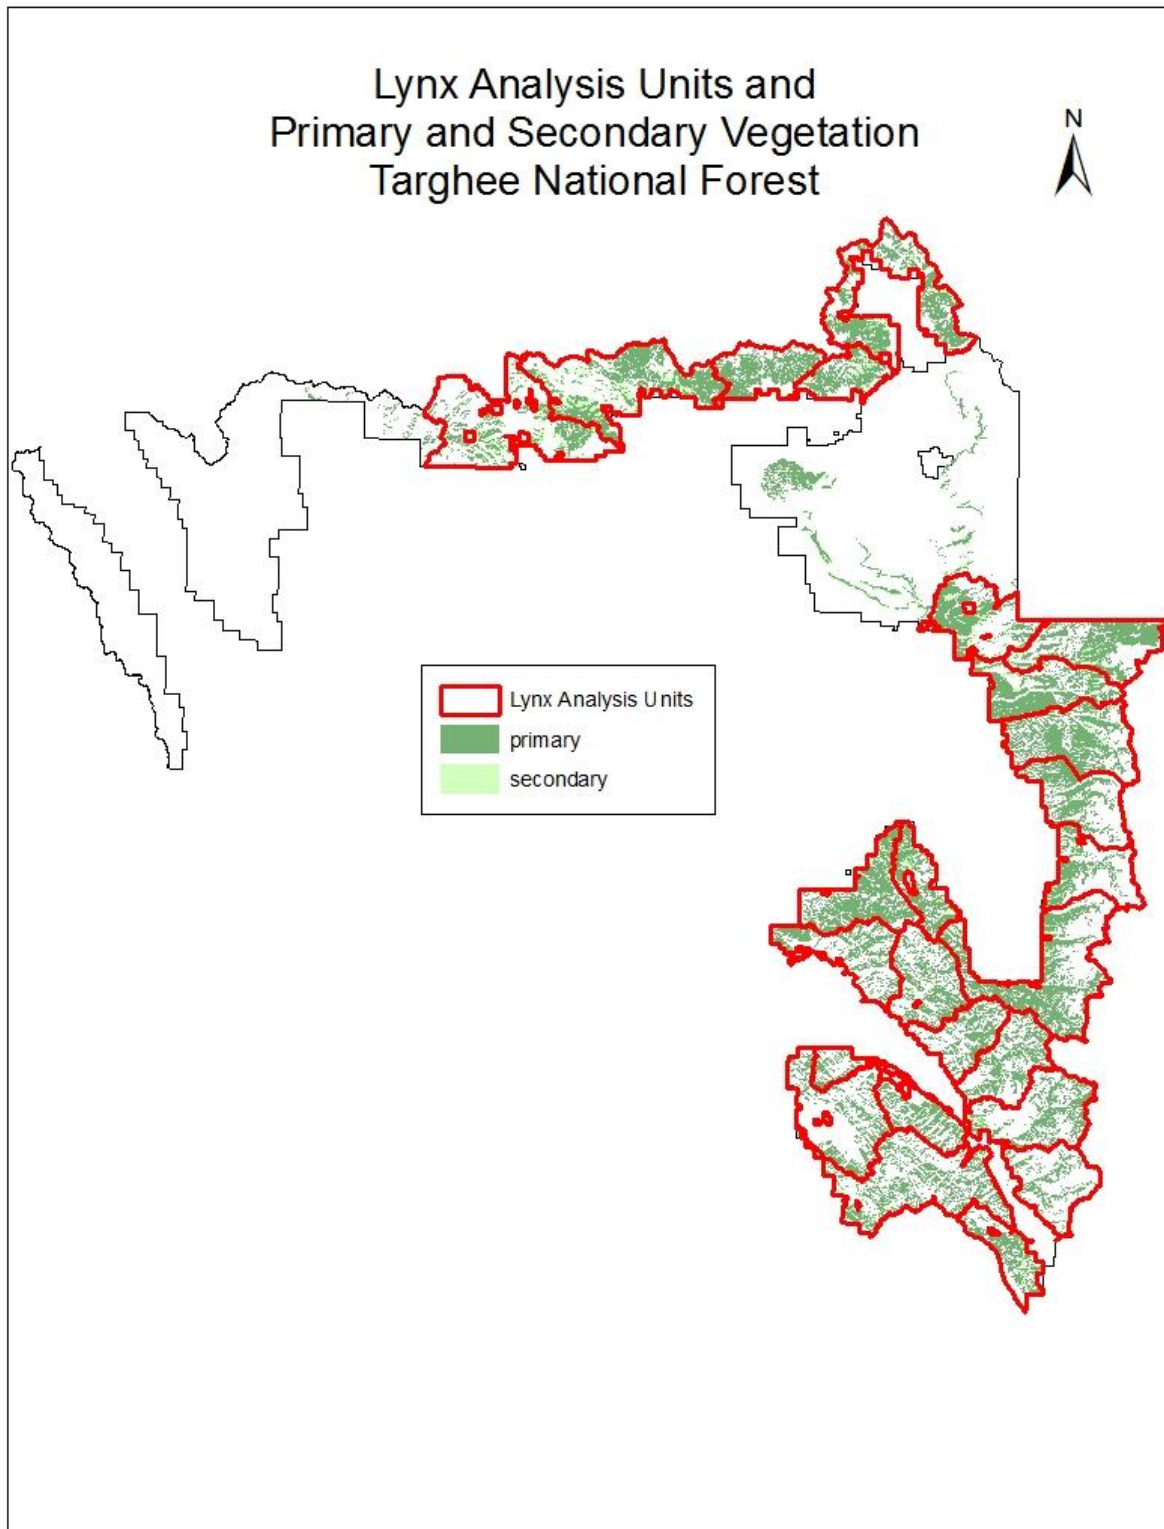 Lynx Analysis Units and
Primary and Secondary Vegetation
Targhee National Forest
N
Lynx Analysis Units
primary
secondary